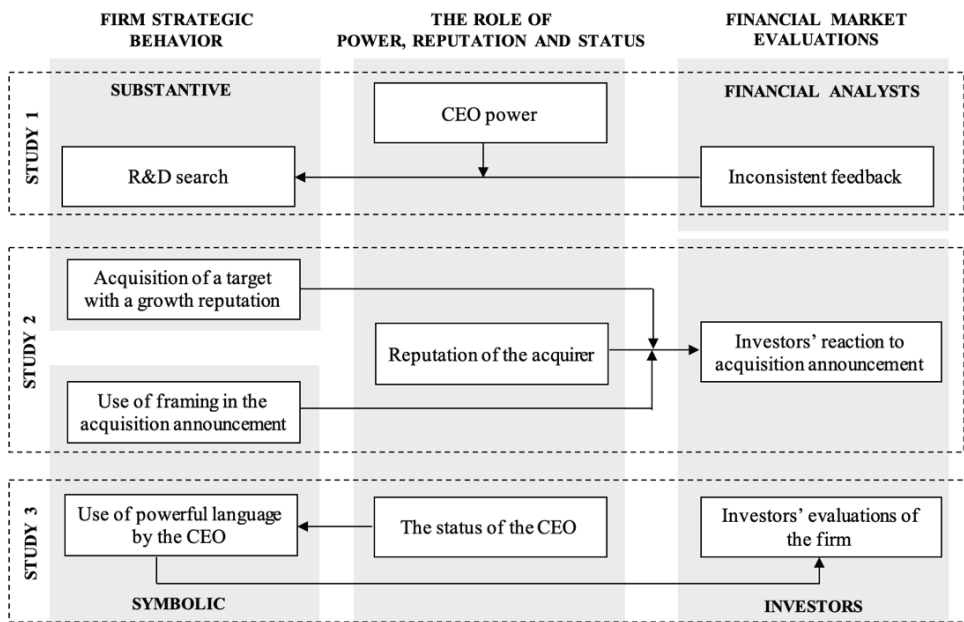 FIRM STRATEGIC
BEHAVIOR
THE ROLE OF
POWER, REPUTATION AND STATUS
FINANCIAL MARKET
EVALUATIONS
STUDY 1
SUBSTANTIVE
CEO power
FINANCIAL ANALYSTS
R&D search
Inconsistent feedback
STUDY 2
Acquisition of a target
with a growth reputation
Reputation of the acquirer
Investors' reaction to
acquisition announcement
Use of framing in the
acquisition announcement
STUDY 3
Use of powerful language
by the CEO
The status of the CEO
Investors' evaluations of
the firm
SYMBOLIC
INVESTORS